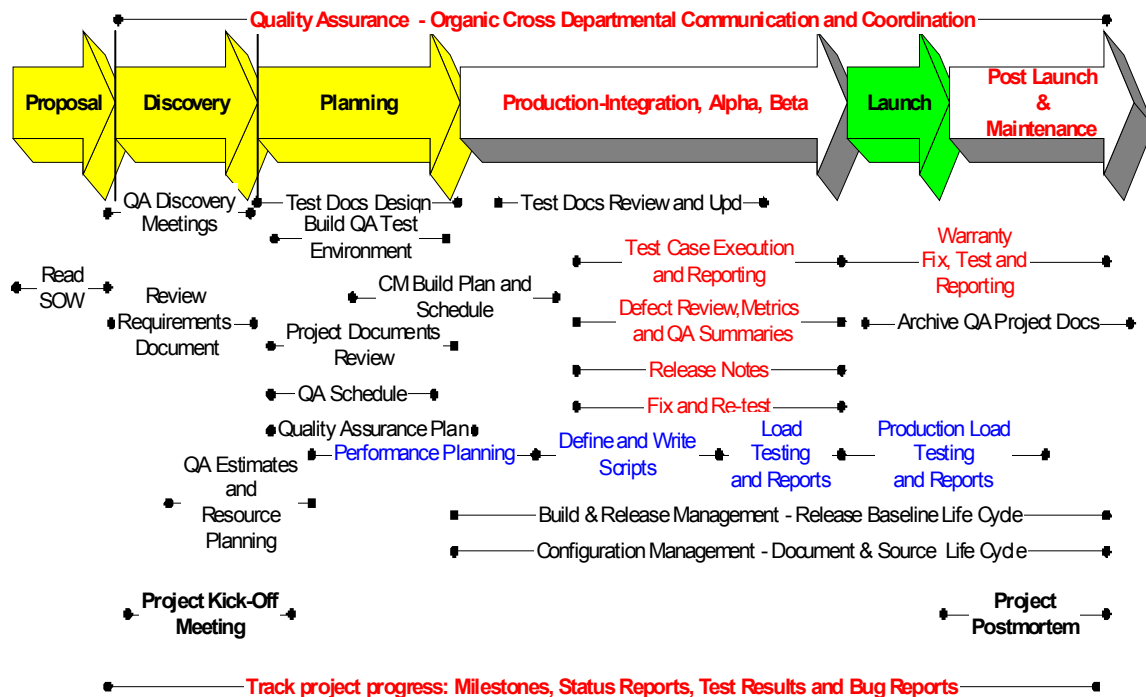 Quality Assurance - Organic Cross Departmental Communication and Coordination
Proposal
Discovery
Planning
Production-Integration, Alpha, Beta
Launch
Post Launch
&
Maintenance
QA Discovery
Meetings
Test Docs Design
Build QA Test
Environment
Test Docs Review and Upd
Read
SOW
Review
Requirements
Document
CM Build Plan and
Schedule
Test Case Execution
and Reporting
Warranty
Fix, Test and
Reporting
Project Documents
Review
Defect Review, Metrics
and QA Summaries
Archive QA Project Docs
Release Notes
QA Schedule
Fix and Re-test
Quality Assurance Plan
Performance Planning
Define and Write
Scripts
Load
Testing
and Reports
Production Load
Testing
and Reports
QA Estimates
and
Resource
Planning
Build & Release Management - Release Baseline Life Cycle
Configuration Management - Document & Source Life Cycle
Project Kick-Off
Meeting
Project
Postmortem
Track project progress: Milestones, Status Reports, Test Results and Bug Reports